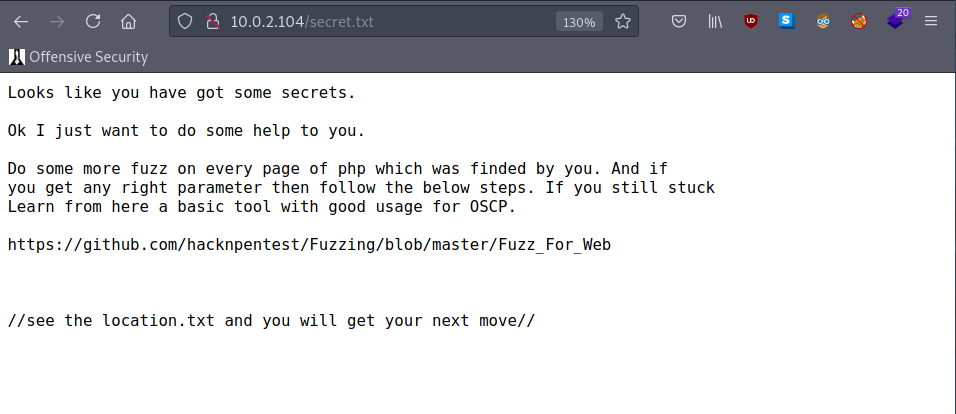 10.0.2.104/secret.txt
130%
20
Offensive Security
Looks like you have got some secrets.
Ok I just want to do some help to you.
Do some more fuzz on every page of php which was finded by you. And if
you get any right parameter then follow the below steps. If you still stuck
Learn from here a basic tool with good usage for OSCP.
https://github.com/hacknpentest/Fuzzing/blob/master/Fuzz_For_Web
//see the location.txt and you will get your next move//